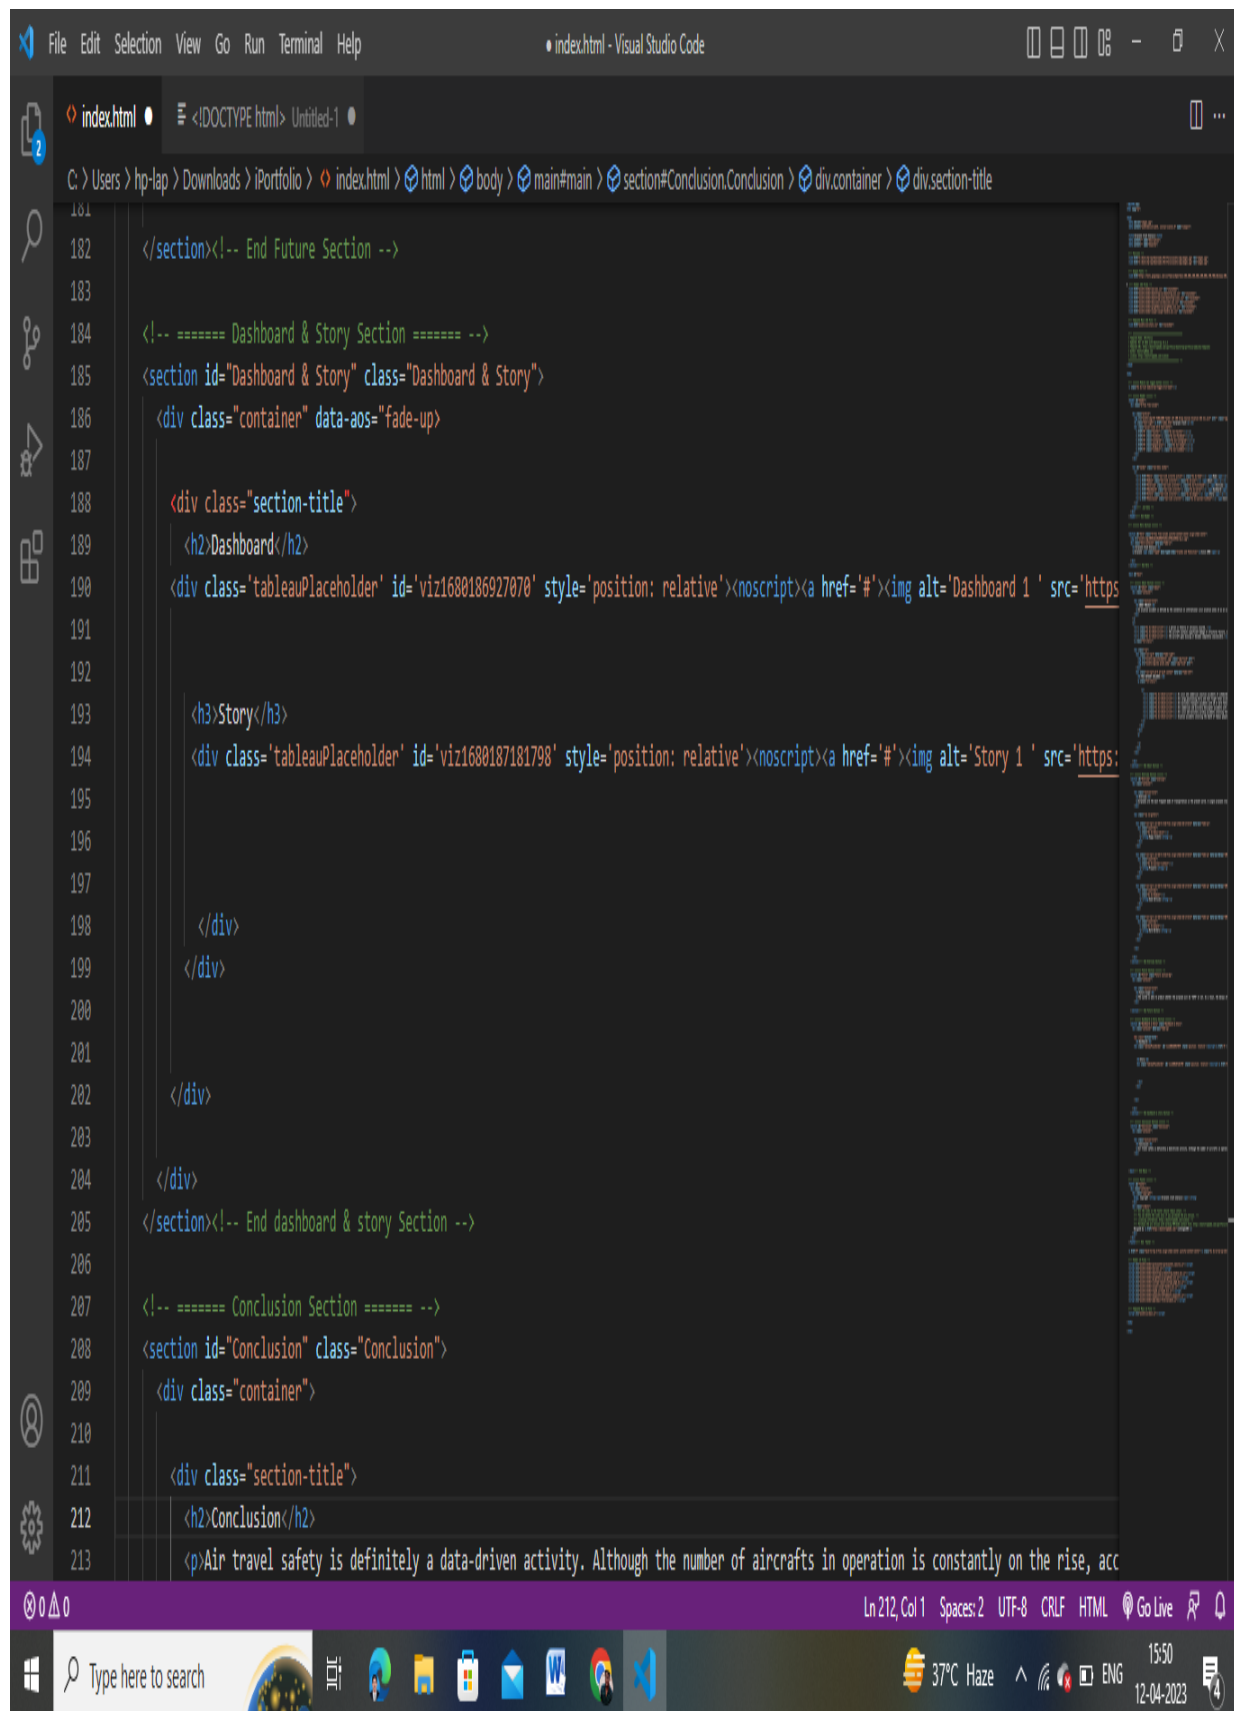 File Edit Selection View Go Run Terminal Help
● index.html - Visual Studio Code
index.html ●
<!DOCTYPE html> Untitled-1 ●
2
C: > Users > hp-lap > Downloads > iPortfolio > index.html > html > body > main#main > section#Conclusion.Conclusion > div.container > div.section-title
181
182 </section><!-- End Future Section -->
183
184 <!-- ======= Dashboard & Story Section ======= -->
185 <section id="Dashboard & Story" class="Dashboard & Story">
186 <div class="container" data-aos="fade-up>
187
188 <div class="section-title">
189 <h2>Dashboard</h2>
190 <div class='tableauPlaceholder' id='viz1680186927070' style='position: relative'><noscript><a href='#'><img alt='Dashboard 1 ' src='https
191
192
193 <h3>Story</h3>
194 <div class='tableauPlaceholder' id='viz1680187181798' style='position: relative'><noscript><a href='#'><img alt='Story 1 ' src='https:
195
196
197
198 </div>
199 </div>
200
201
202 </div>
203
204 </div>
205 </section><!-- End dashboard & story Section -->
206
207 <!-- ======= Conclusion Section ======= -->
208 <section id="Conclusion" class="Conclusion">
209 <div class="container">
210
211 <div class="section-title">
212 <h2>Conclusion</h2>
213 <p>Air travel safety is definitely a data-driven activity. Although the number of aircrafts in operation is constantly on the rise, acc
0 0
Ln 212, Col 1 Spaces: 2 UTF-8 CRLF HTML Go Live
Type here to search
37°C Haze
ENG
15:50
12-04-2023
4